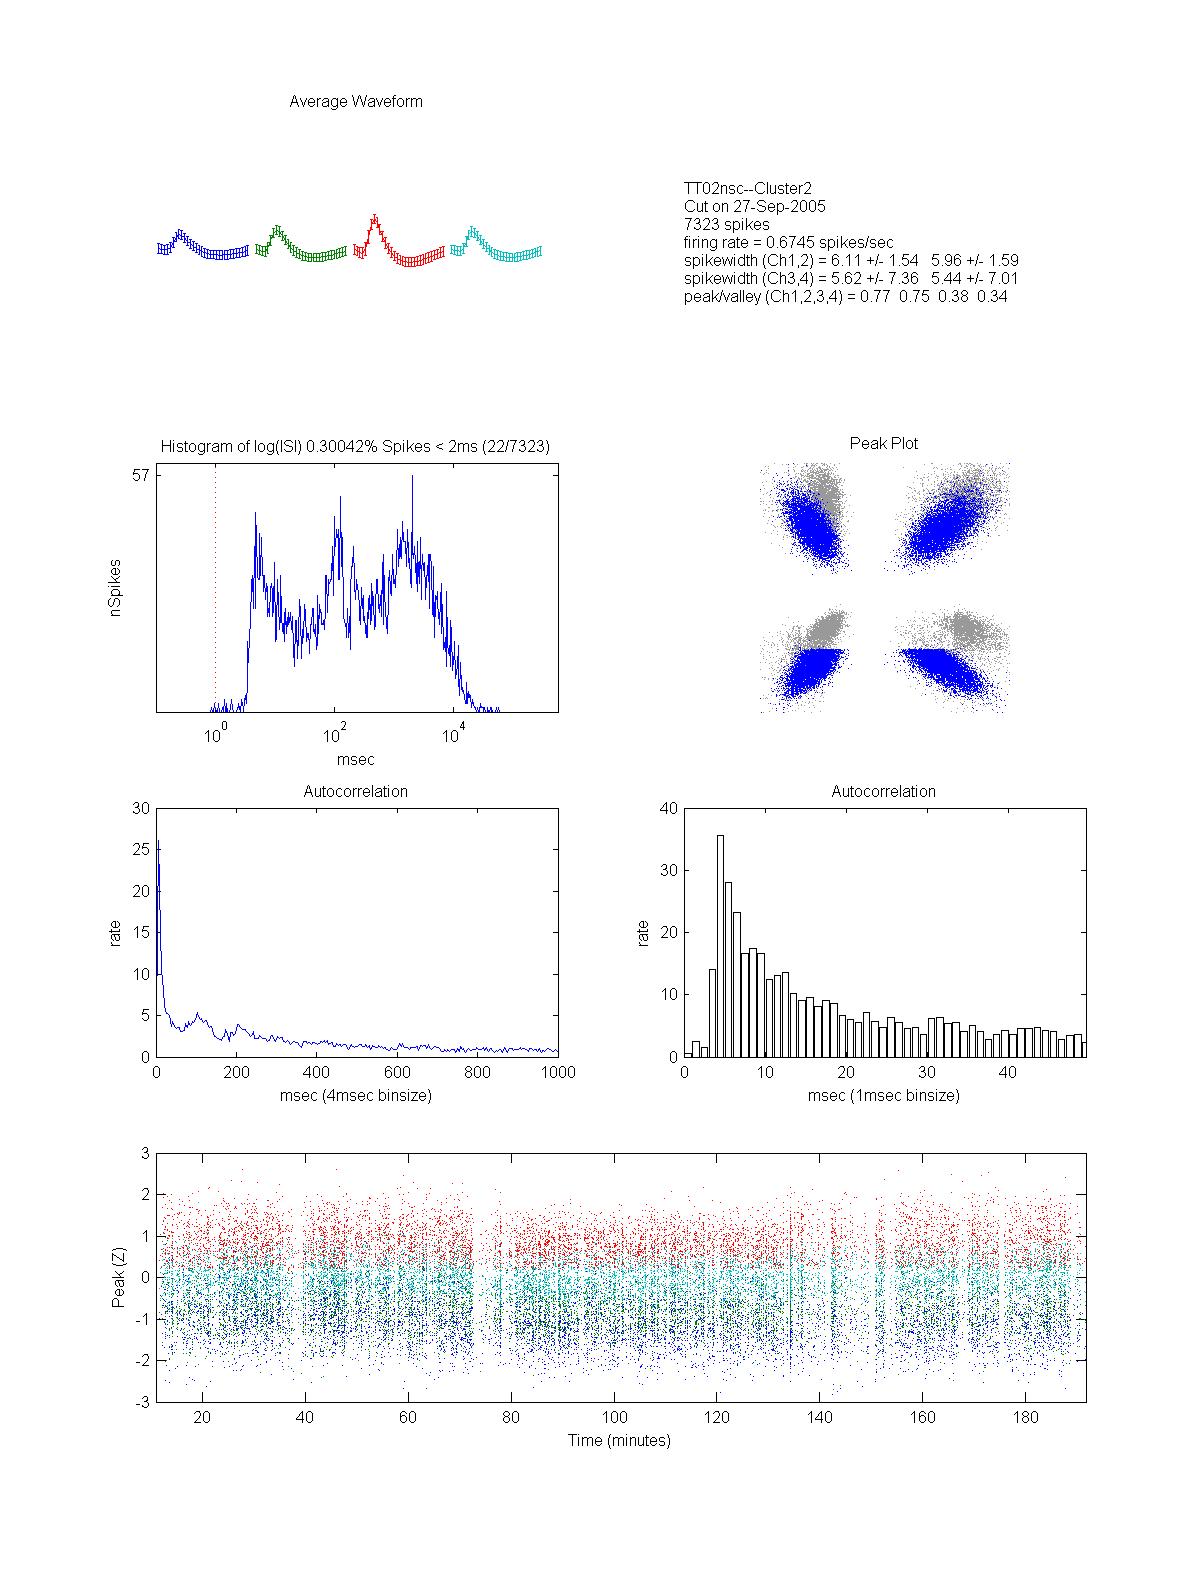 Average Waveform
TT02nsc--Cluster2
Cut on 27-Sep-2005
7323 spikes
firing rate = 0.6745 spikes/sec
spikewidth (Ch1,2) = 6.11 +/- 1.54 5.96 +/- 1.59
spikewidth (Ch3,4) = 5.62 +/- 7.36 5.44 +/- 7.01
peak/valley (Ch1,2,3,4) = 0.77 0.75 0.38 0.34
Histogram of log(ISI) 0.30042% Spikes < 2ms (22/7323)
57
nSpikes
10^0 10^2 10^4
msec
Peak Plot
Autocorrelation
30
25
20
15
10
5
0
rate
0 200 400 600 800 1000
msec (4msec binsize)
Autocorrelation
40
30
20
10
0
rate
0 10 20 30 40
msec (1msec binsize)
3
2
1
0
-1
-2
-3
Peak (Z)
20 40 60 80 100 120 140 160 180
Time (minutes)